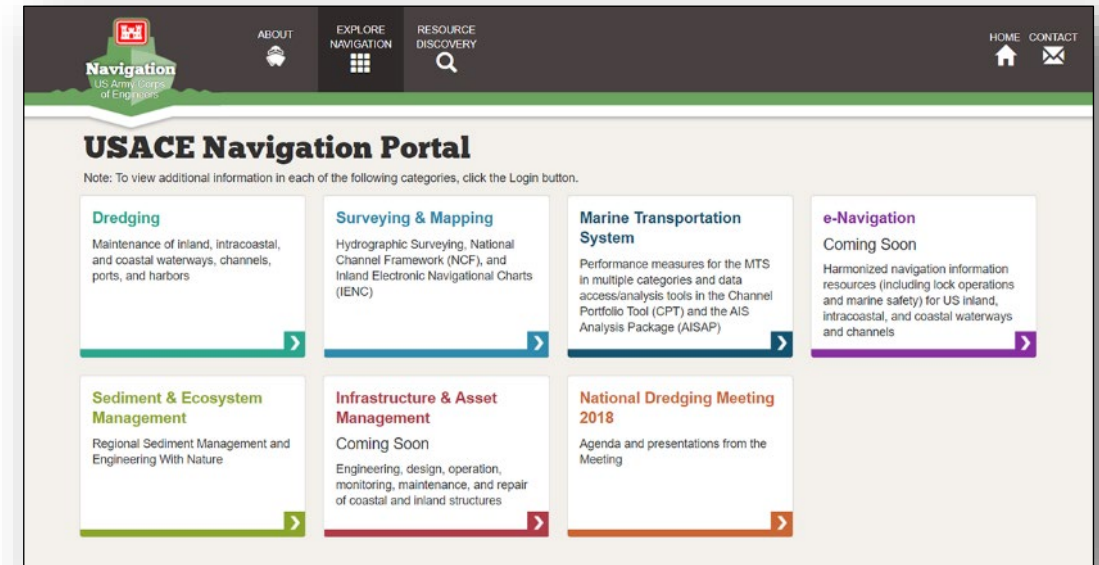 ABOUT
EXPLORE
NAVIGATION
RESOURCE
DISCOVERY
HOME
CONTACT
Navigation
US Army Corps
of Engineers
USACE Navigation Portal
Note: To view additional information in each of the following categories, click the Login button.
Dredging
Maintenance of inland, intracoastal,
and coastal waterways, channels,
ports, and harbors
Surveying & Mapping
Hydrographic Surveying, National
Channel Framework (NCF), and
Inland Electronic Navigational Charts
(IENC)
Marine Transportation
System
Performance measures for the MTS
in multiple categories and data
access/analysis tools in the Channel
Portfolio Tool (CPT) and the AIS
Analysis Package (AISAP)
e-Navigation
Coming Soon
Harmonized navigation information
resources (including lock operations
and marine safety) for US inland,
intracoastal, and coastal waterways
and channels
Sediment & Ecosystem
Management
Regional Sediment Management and
Engineering With Nature
Infrastructure & Asset
Management
Coming Soon
Engineering, design, operation,
monitoring, maintenance, and repair
of coastal and inland structures
National Dredging Meeting
2018
Agenda and presentations from the
Meeting